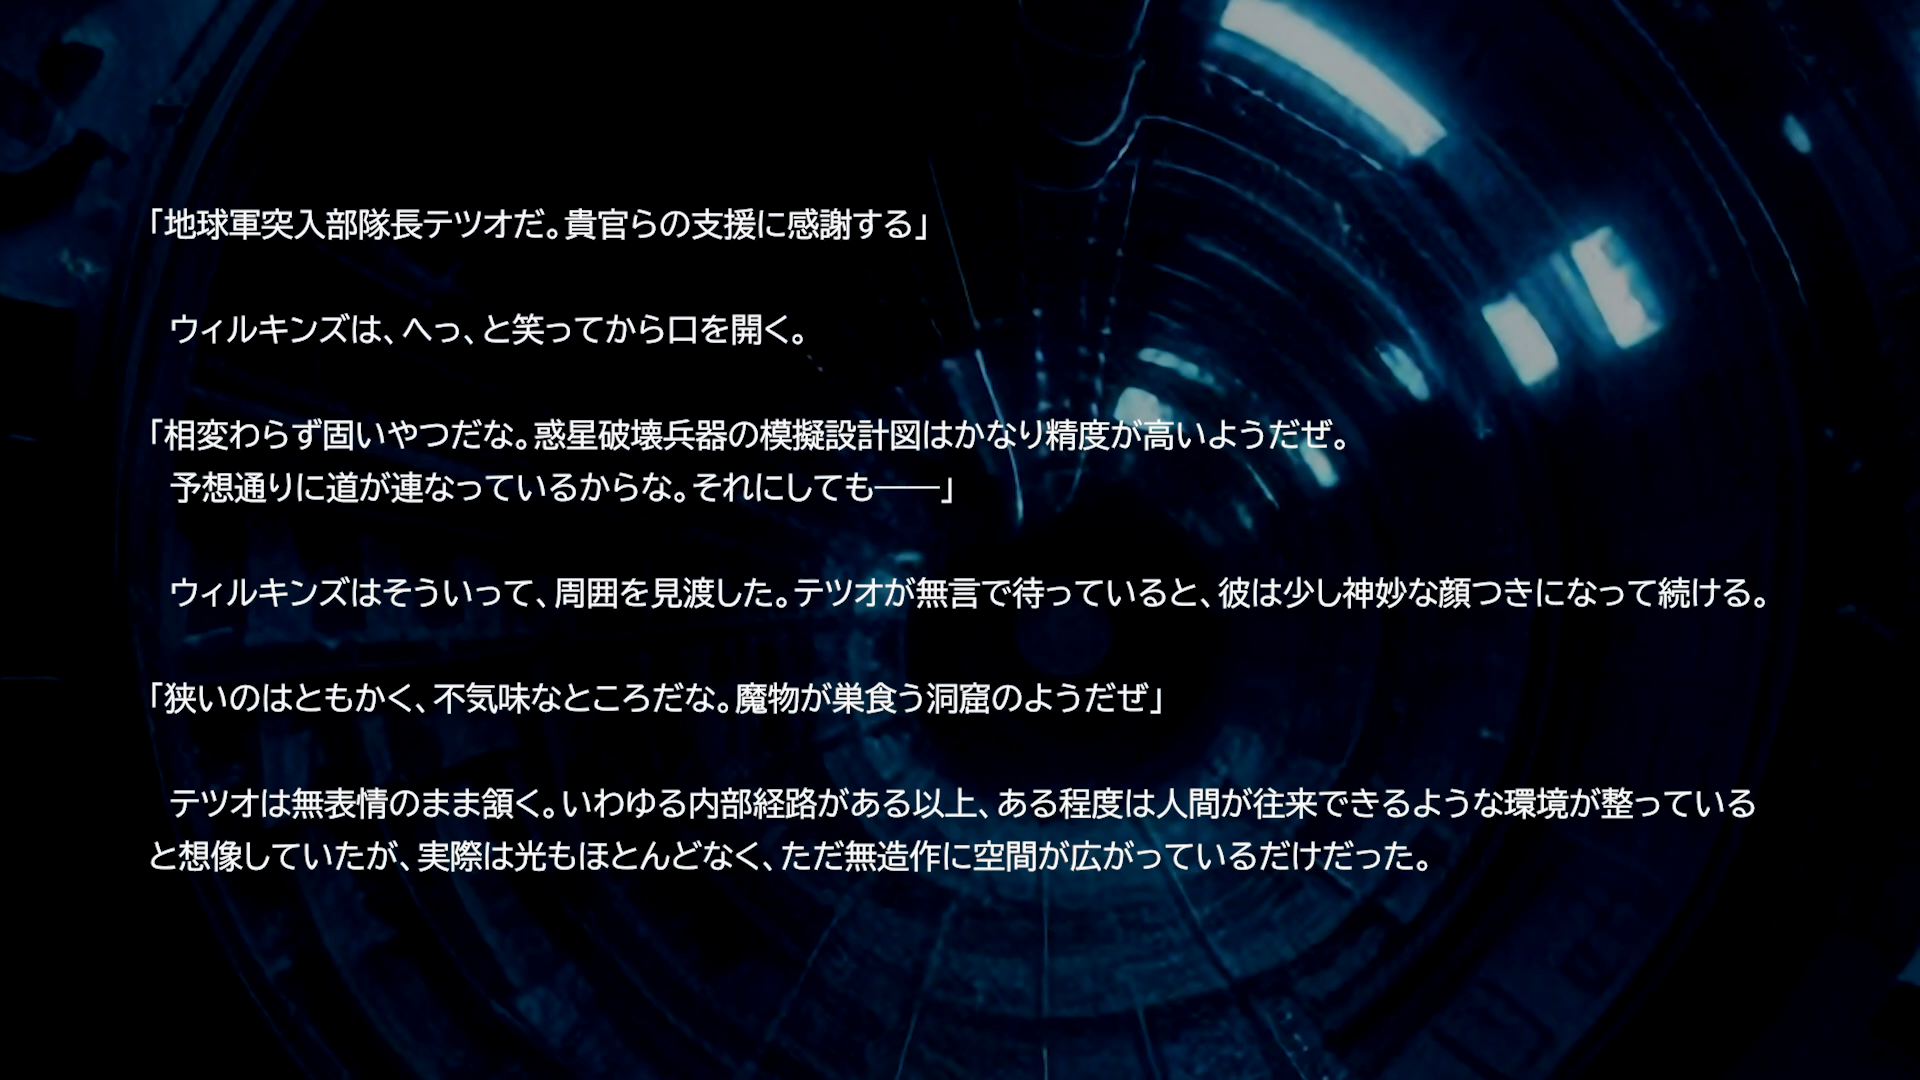 「地球軍突入部隊長テツオだ。貴官らの支援に感謝する」
ウィルキンズは、へっ、と笑ってから口を開く。
「相変わらず固いやつだな。惑星破壊兵器の模擬設計図はかなり精度が高いようだぜ。
予想通りに道が連なっているからな。それにしても――」
ウィルキンズはそういって、周囲を見渡した。テツオが無言で待っていると、彼は少し神妙な顔つきになって続ける。
「狭いのはともかく、不気味なところだな。魔物が巣食う洞窟のようだぜ」
テツオは無表情のまま頷く。いわゆる内部経路がある以上、ある程度は人間が往来できるような環境が整っている
と想像していたが、実際は光もほとんどなく、ただ無造作に空間が広がっているだけだった。